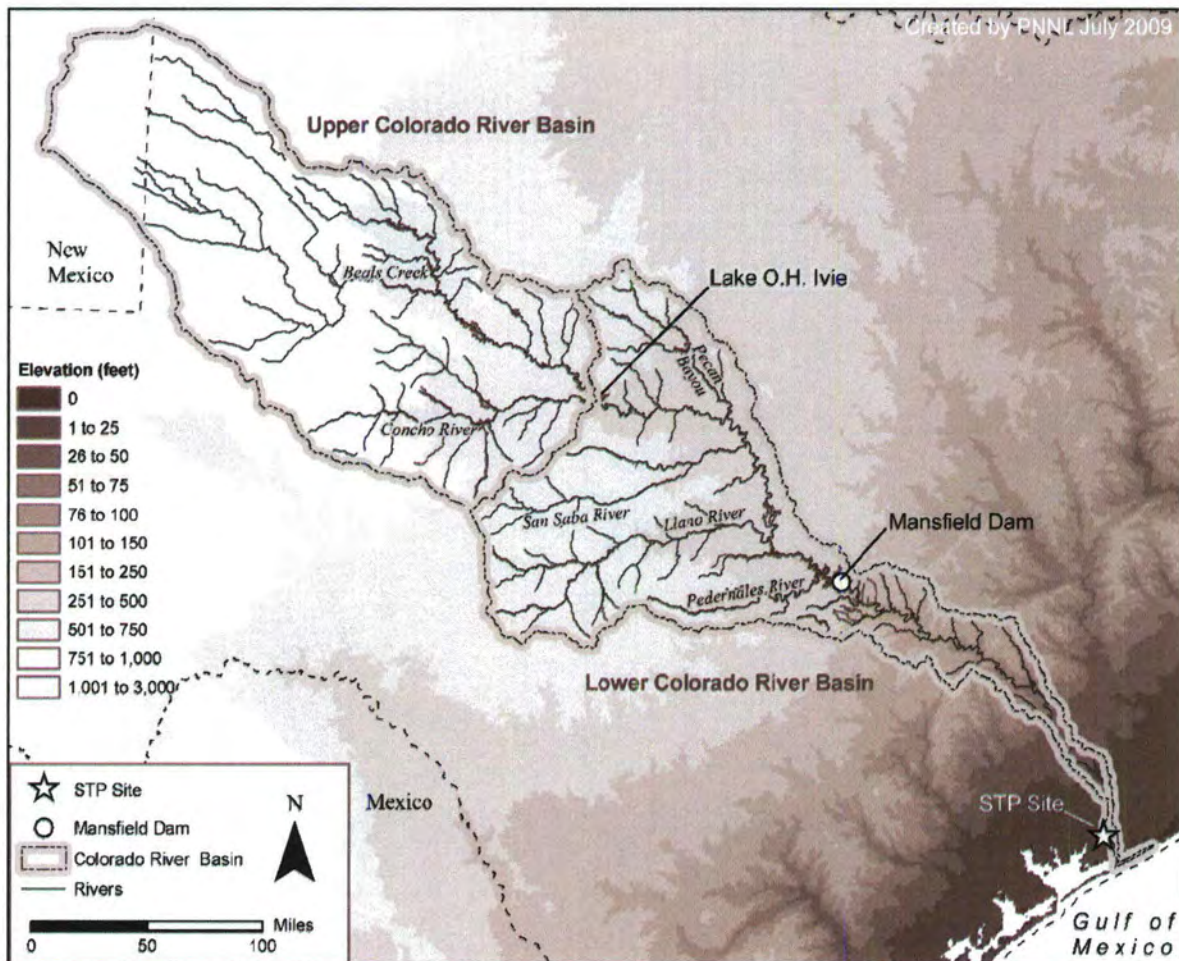 Created by PNNL July 2009
Upper Colorado River Basin
New
Mexico
Beals Creek
Lake O.H. Ivie
Pecan
Bayou
Elevation (feet)
0
1 to 25
26 to 50
51 to 75
76 to 100
101 to 150
151 to 250
251 to 500
501 to 750
751 to 1,000
1.001 to 3,000
Concho River
San Saba River
Llano River
Mansfield Dam
Pedernales River
Lower Colorado River Basin
STP Site
Mexico
STP Site
Mansfield Dam
Colorado River Basin
Rivers
N
Miles
0 50 100
Gulf of
Mexico